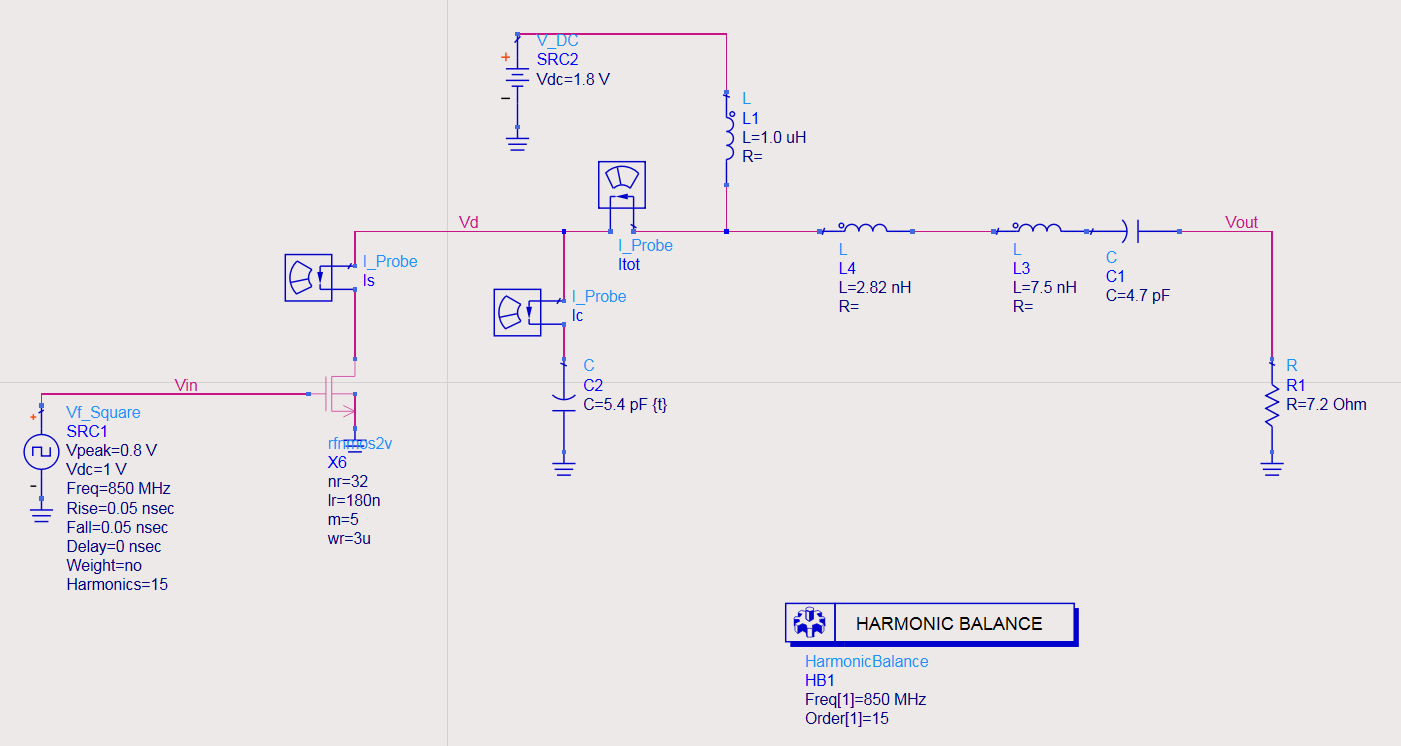 V_DC
SRC2
Vdc=1.8 V
+
−
L
L1
L=1.0 uH
R=
Vd
I_Probe
Is
I_Probe
Itot
I_Probe
Ic
L
L4
L=2.82 nH
R=
L
L3
L=7.5 nH
R=
C
C1
C=4.7 pF
Vout
C
C2
C=5.4 pF {t}
R
R1
R=7.2 Ohm
Vin
+
−
Vf_Square
SRC1
Vpeak=0.8 V
Vdc=1 V
Freq=850 MHz
Rise=0.05 nsec
Fall=0.05 nsec
Delay=0 nsec
Weight=no
Harmonics=15
rfnmos2v
X6
nr=32
lr=180n
m=5
wr=3u
HARMONIC BALANCE
HarmonicBalance
HB1
Freq[1]=850 MHz
Order[1]=15